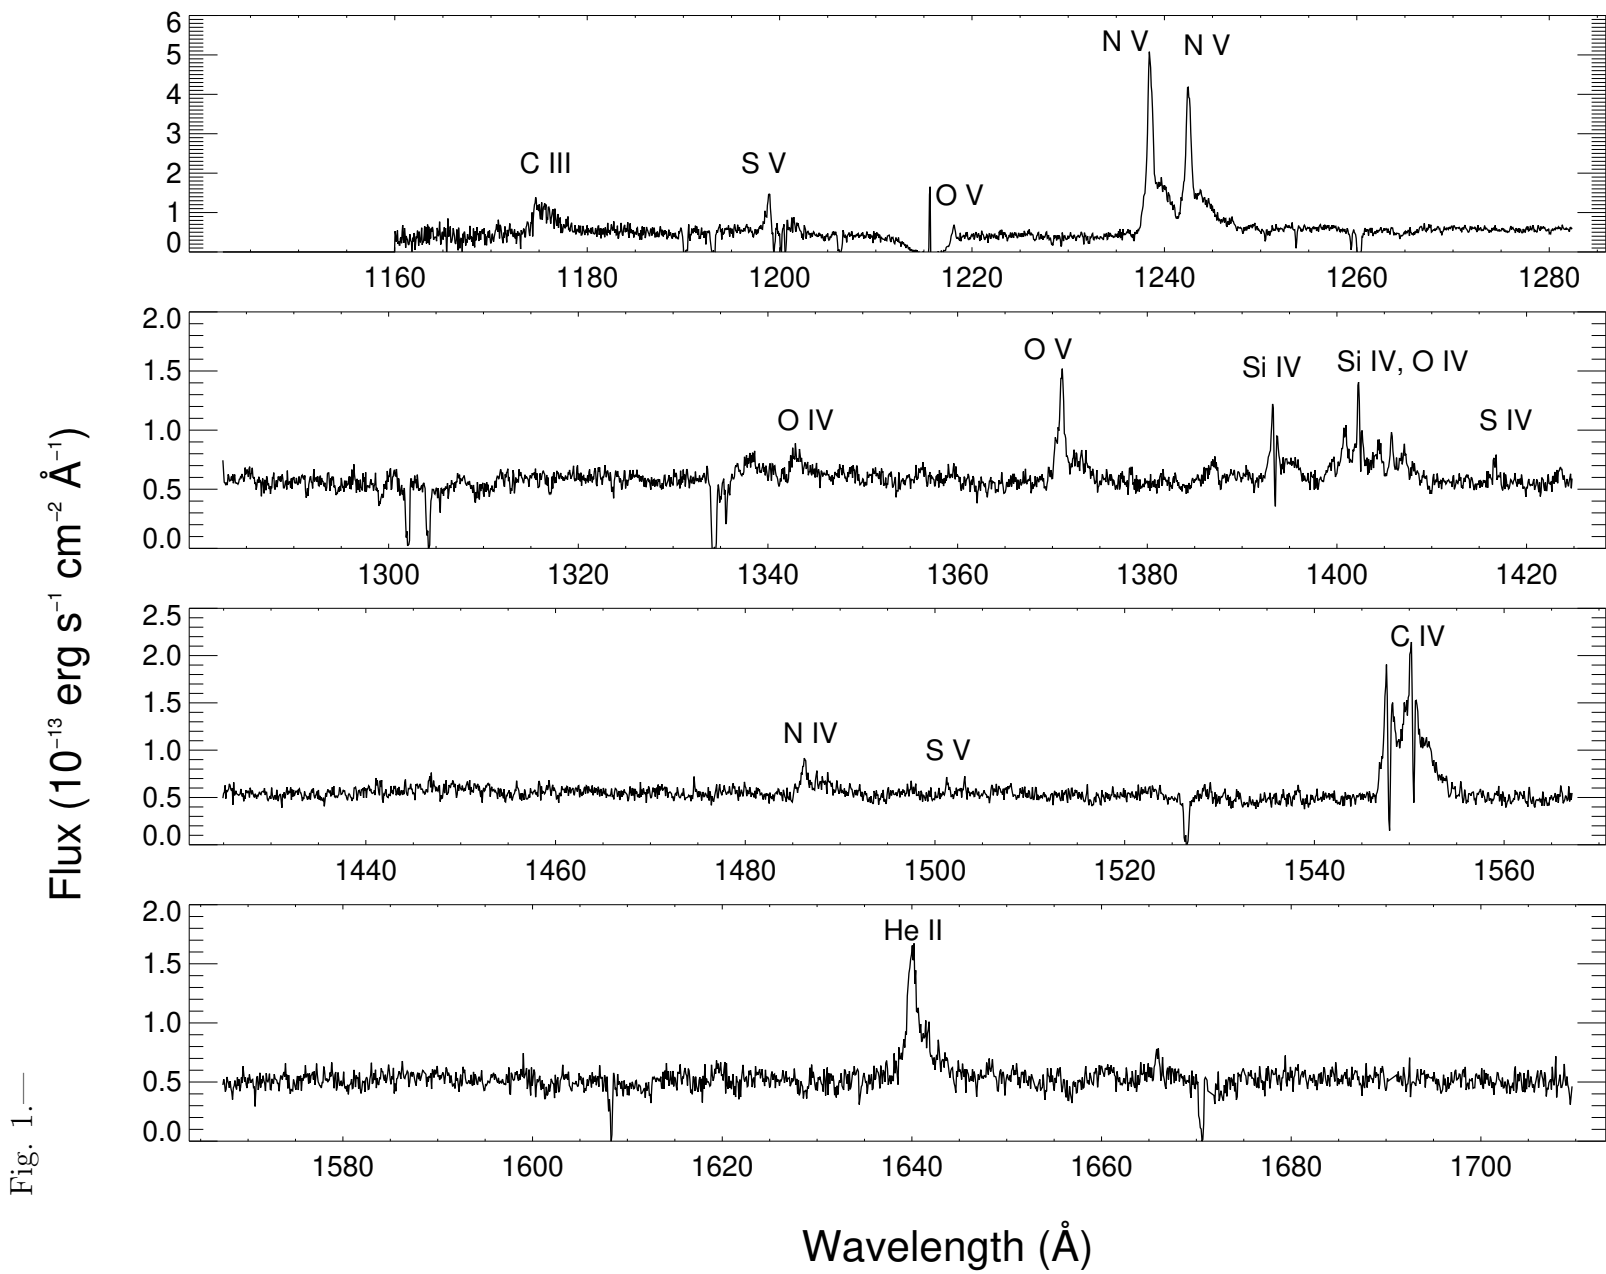 6
5
4
3
2
1
0
C III
S V
O V
N V
N V
1160 1180 1200 1220 1240 1260 1280
2.0
1.5
1.0
0.5
0.0
O IV
O V
Si IV
Si IV, O IV
S IV
1300 1320 1340 1360 1380 1400 1420
2.5
2.0
1.5
1.0
0.5
0.0
N IV
S V
C IV
1440 1460 1480 1500 1520 1540 1560
2.0
1.5
1.0
0.5
0.0
He II
1580 1600 1620 1640 1660 1680 1700
Wavelength (Å)
Flux (10⁻¹³ erg s⁻¹ cm⁻² Å⁻¹)
Fig. 1.—